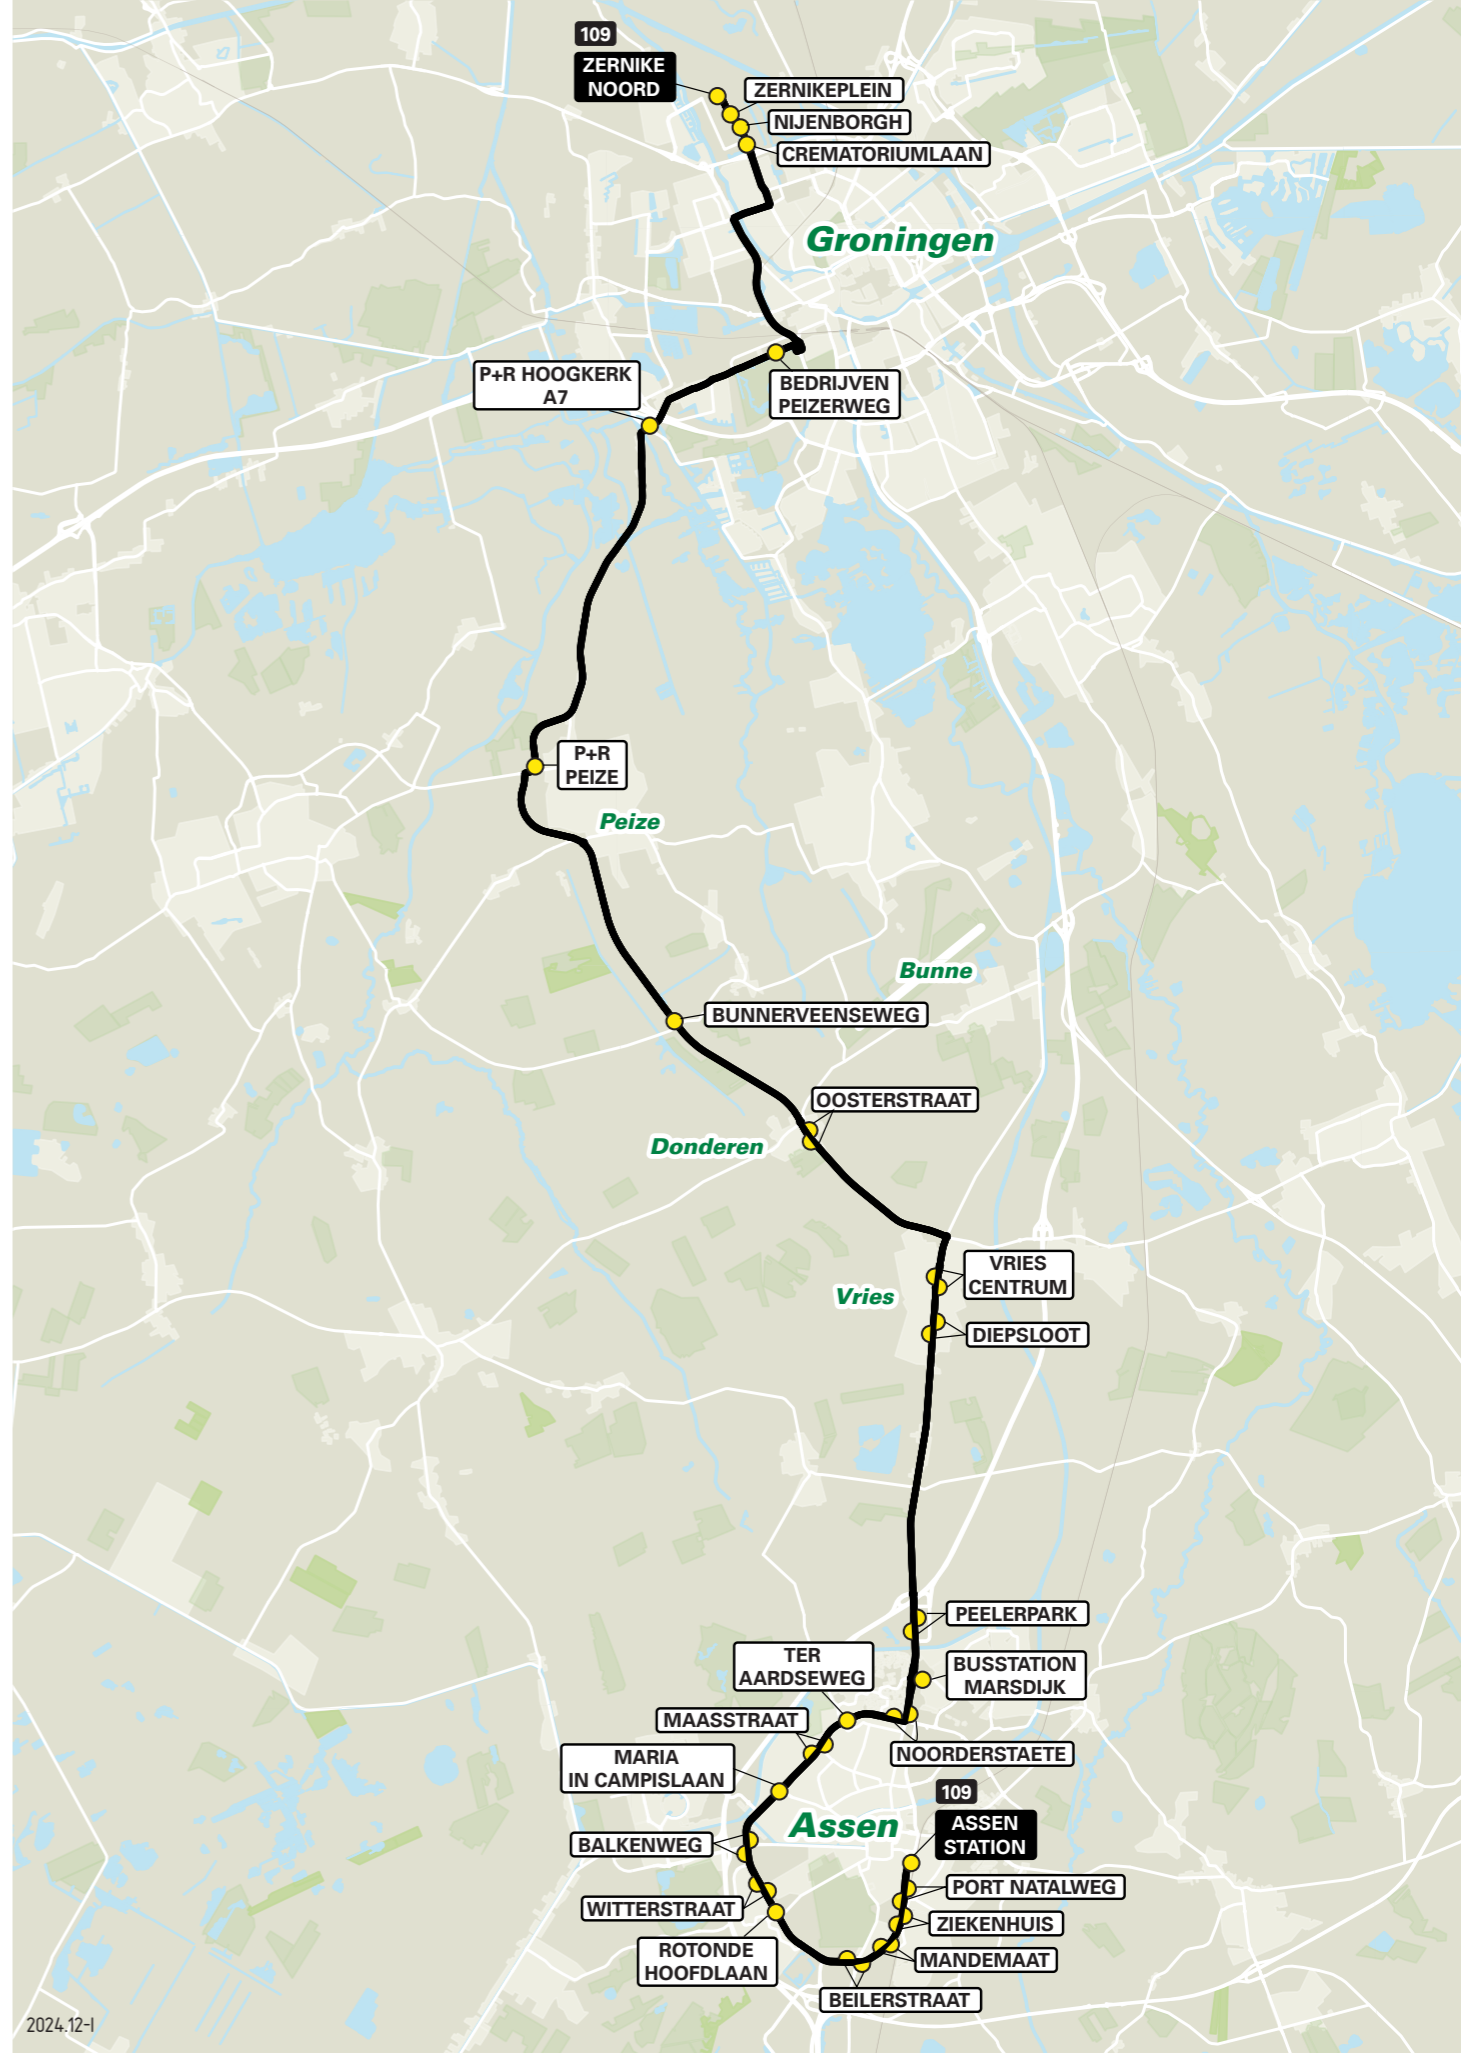 109
ZERNIKE
NOORD
ZERNIKEPLEIN
NIJENBORGH
CREMATORIUMLAAN
Groningen
P+R HOOGKERK
A7
BEDRIJVEN
PEIZERWEG
P+R
PEIZE
Peize
Bunne
BUNNERVEENSEWEG
OOSTERSTRAAT
Donderen
VRIES
CENTRUM
Vries
DIEPSLOOT
PEELERPARK
TER
AARDSEWEG
BUSSTATION
MARSDIJK
MAASSTRAAT
NOORDERSTAETE
MARIA
IN CAMPISLAAN
109
ASSEN
STATION
Assen
BALKENWEG
PORT NATALWEG
WITTERSTRAAT
ZIEKENHUIS
ROTONDE
HOOFDLAAN
MANDEMAAT
BEILERSTRAAT
2024.12-I